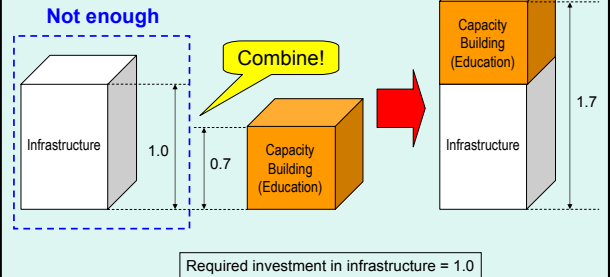 Not enough
Combine!
Infrastructure
1.0
0.7
Capacity
Building
(Education)
Capacity
Building
(Education)
Infrastructure
1.7
Required investment in infrastructure = 1.0